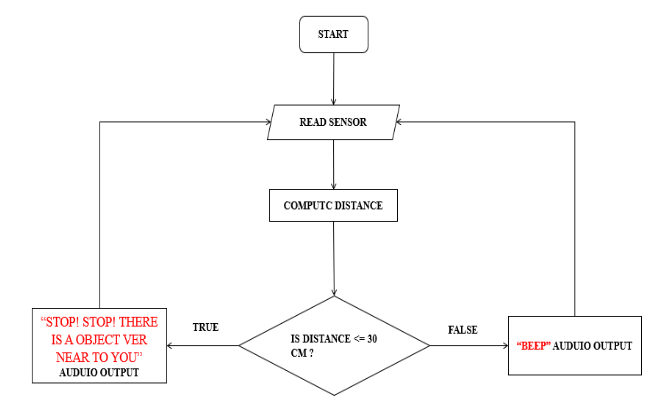 START
READ SENSOR
COMPUTC DISTANCE
IS DISTANCE <= 30
CM ?
TRUE
FALSE
“STOP! STOP! THERE
IS A OBJECT VER
NEAR TO YOU”
AUDUIO OUTPUT
“BEEP” AUDUIO OUTPUT